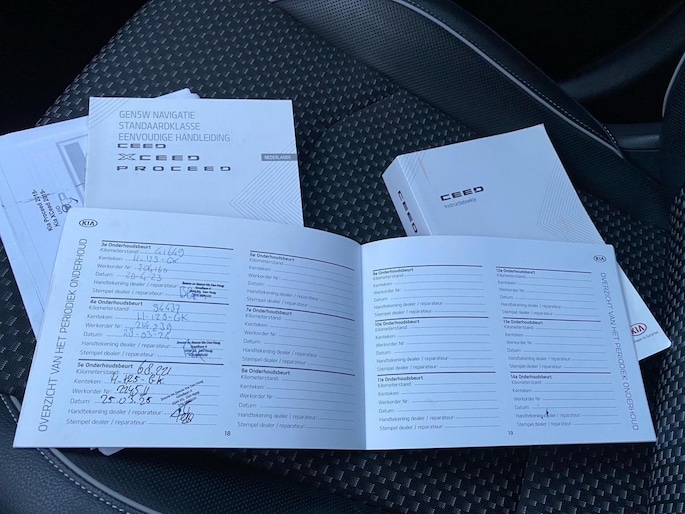 GEN5W NAVIGATIE
STANDAARDKLASSE
EENVOUDIGE HANDLEIDING
CEED
XCEED
PROCEED
NEDERLANDS
CEED
CEED
Instructieboekje
KIA
KIA
OVERZICHT VAN HET PERIODIEK ONDERHOUD
3e Onderhoudsbeurt
Kilometerstand
Kenteken: H-125-GK
Werkorder Nr.
Datum:
Handtekening dealer / reparateur
Stempel dealer / reparateur
4e Onderhoudsbeurt
Kilometerstand
Kenteken: H-125-GK
Werkorder Nr.
Datum:
Handtekening dealer / reparateur
Stempel dealer / reparateur
5e Onderhoudsbeurt
Kilometerstand 68.021
Kenteken: H-125-GK
Werkorder Nr.
Datum: 25.03.25
Handtekening dealer / reparateur
Stempel dealer / reparateur
6e Onderhoudsbeurt
Kilometerstand
Kenteken:
Werkorder Nr.
Datum:
Handtekening dealer / reparateur
Stempel dealer / reparateur
7e Onderhoudsbeurt
Kilometerstand
Kenteken:
Werkorder Nr.
Datum:
Handtekening dealer / reparateur
Stempel dealer / reparateur
8e Onderhoudsbeurt
Kilometerstand
Kenteken:
Werkorder Nr.
Datum:
Handtekening dealer / reparateur
Stempel dealer / reparateur
18
9e Onderhoudsbeurt
Kilometerstand
Kenteken:
Werkorder Nr.
Datum:
Handtekening dealer / reparateur
Stempel dealer / reparateur
10e Onderhoudsbeurt
Kilometerstand
Kenteken:
Werkorder Nr.
Datum:
Handtekening dealer / reparateur
Stempel dealer / reparateur
11e Onderhoudsbeurt
Kilometerstand
Kenteken:
Werkorder Nr.
Datum:
Handtekening dealer / reparateur
Stempel dealer / reparateur
12e Onderhoudsbeurt
Kilometerstand
Kenteken:
Werkorder Nr.
Datum:
Handtekening dealer / reparateur
Stempel dealer / reparateur
13e Onderhoudsbeurt
Kilometerstand
Kenteken:
Werkorder Nr.
Datum:
Handtekening dealer / reparateur
Stempel dealer / reparateur
14e Onderhoudsbeurt
Kilometerstand
Kenteken:
Werkorder Nr.
Datum:
Handtekening dealer / reparateur
Stempel dealer / reparateur
19
OVERZICHT VAN HET PERIODIEK ONDERHOUD
KIA